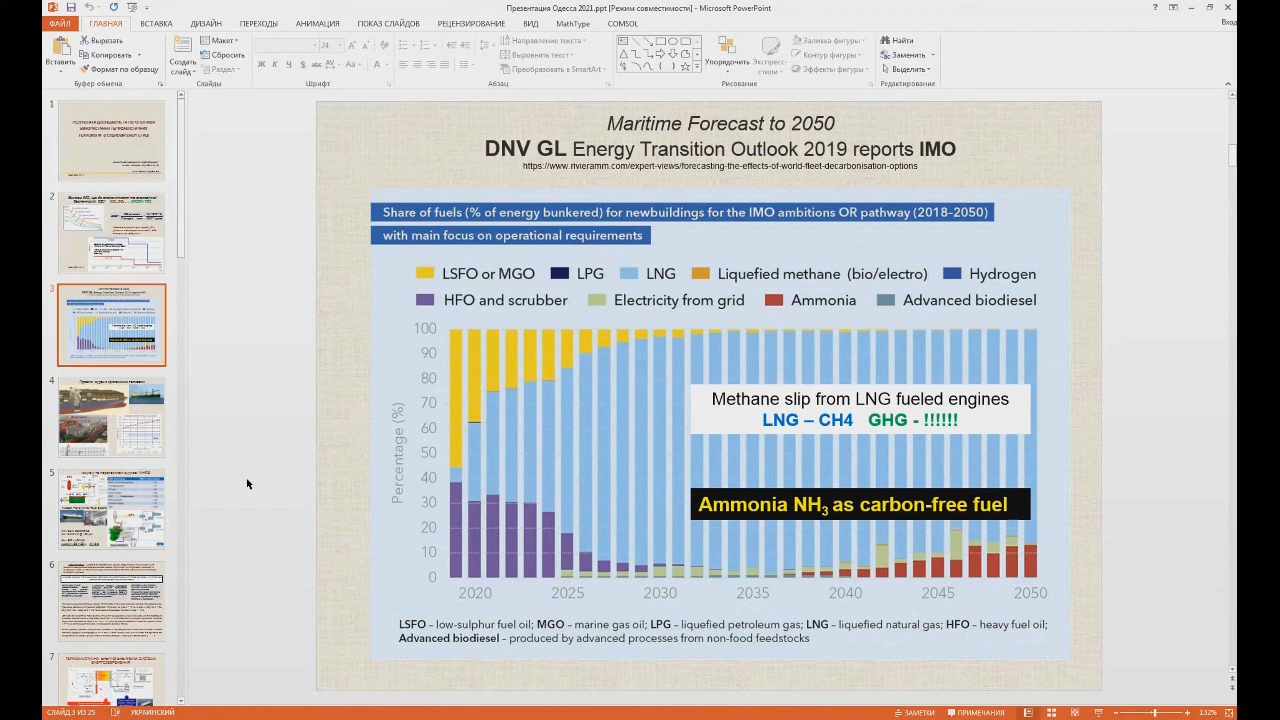 Презентация Одесса 2021.ppt [Режим совместимости] - Microsoft PowerPoint
ФАЙЛ ГЛАВНАЯ ВСТАВКА ДИЗАЙН ПЕРЕХОДЫ АНИМАЦИЯ ПОКАЗ СЛАЙДОВ РЕЦЕНЗИРОВАНИЕ ВИД MathType COMSOL Вход
Вставить
Вырезать
Копировать
Формат по образцу
Буфер обмена
Создать слайд
Макет
Сбросить
Раздел
Слайды
24
Шрифт
Направление текста
Выровнять текст
Преобразовать в SmartArt
Абзац
Упорядочить
Экспресс-стили
Заливка фигуры
Контур фигуры
Эффекты фигуры
Рисование
Найти
Заменить
Выделить
Редактирование
1
2
3
4
5
6
7
Maritime Forecast to 2050
DNV GL Energy Transition Outlook 2019 reports IMO
https://www.rivieramm.com/expert-views/forecasting-the-effects-of-world-fleet-decarbonisation-options
Share of fuels (% of energy bunkered) for newbuildings for the IMO ambitions OR pathway (2018–2050)
with main focus on operational requirements
LSFO or MGO LPG LNG Liquefied methane (bio/electro) Hydrogen
HFO and scrubber Electricity from grid Ammonia Advanced biodiesel
Percentage (%)
100
90
80
70
60
50
40
30
20
10
0
Methane slip from LNG fueled engines
LNG – CH4 GHG - !!!!!!
Ammonia NH3 as carbon-free fuel
2020 2025 2030 2035 2040 2045 2050
LSFO – low-sulphur fuel oil; MGO – marine gas oil; LPG – liquefied petroleum gas; LNG – liquefied natural gas; HFO – heavy fuel oil;
Advanced biodiesel – produced by advanced processes from non-food feedstocks
СЛАЙД 3 ИЗ 25 УКРАИНСКИЙ ЗАМЕТКИ ПРИМЕЧАНИЯ 132%